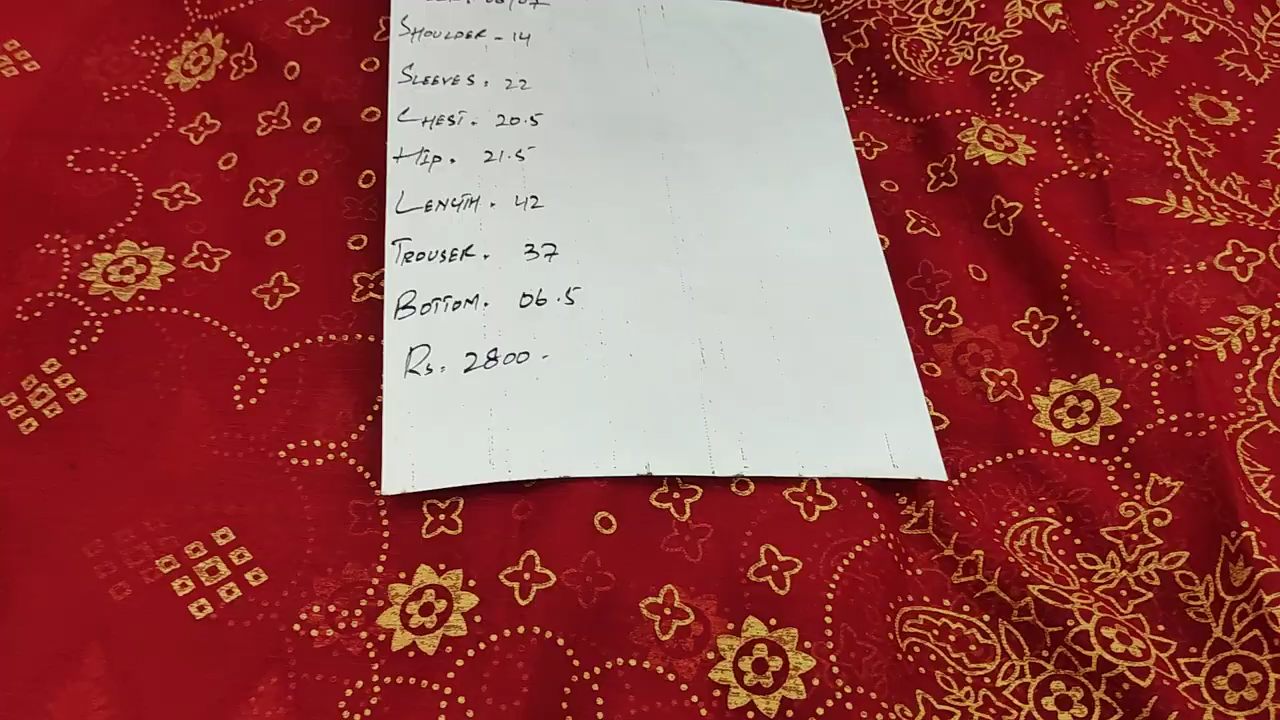 SHOULDER - 14
SLEEVES. 22
CHEST. 20.5
HIP. 21.5
LENGTH. 42
TROUSER. 37
BOTTOM. 06.5
Rs. 2800-